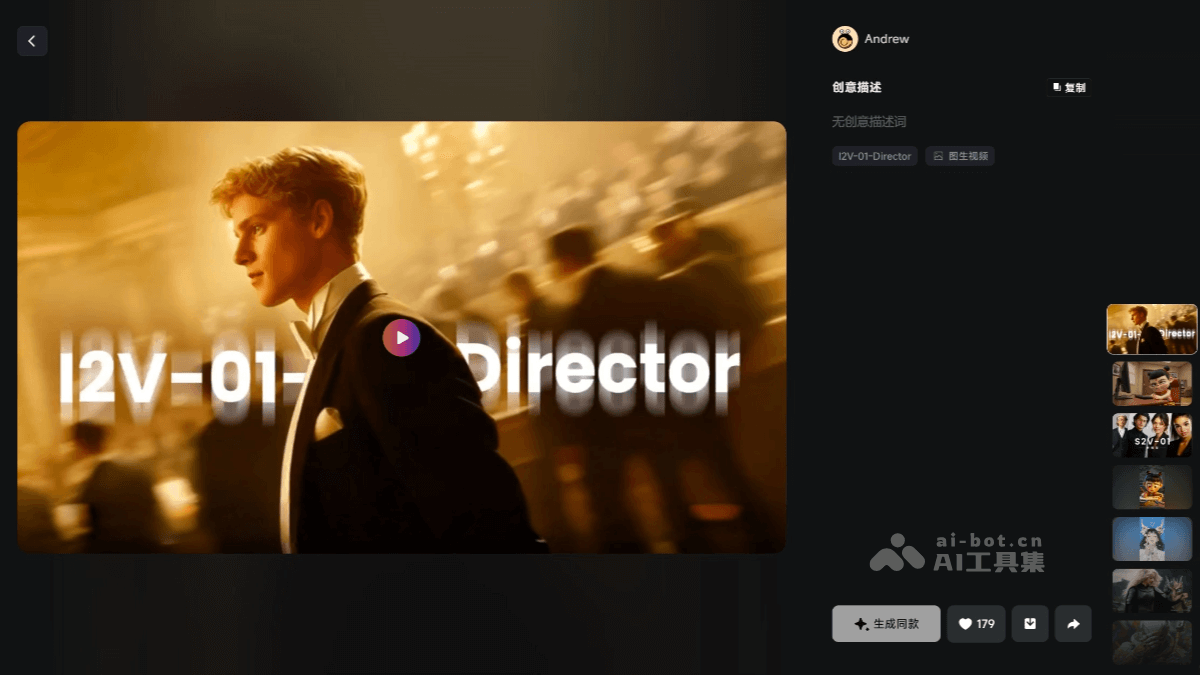 Andrew
创意描述
复制
无创意描述词
I2V-01-Director
图生视频
I2V-01-Director
I2V-01-
Director
S2V-01
ai-bot.cn
AI工具集
生成同款
179